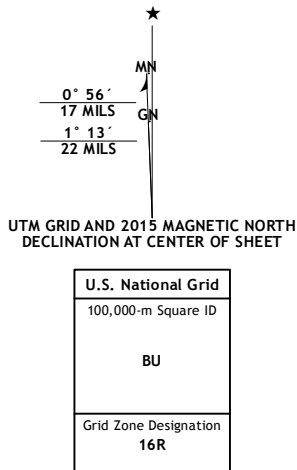 ★
MN
0° 56´
17 MILS
GN
1° 13´
22 MILS
UTM GRID AND 2015 MAGNETIC NORTH
DECLINATION AT CENTER OF SHEET
U.S. National Grid
100,000-m Square ID
BU
Grid Zone Designation
16R